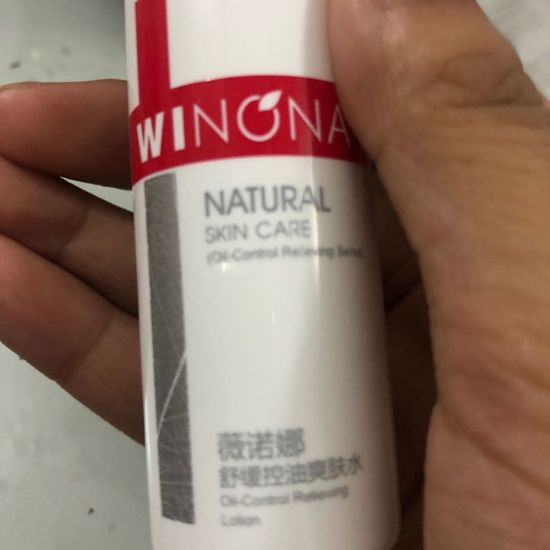 WINONA
NATURAL
SKIN CARE
(Oil-Control Relieving Series)
薇诺娜
舒缓控油爽肤水
Oil-Control Relieving
Lotion